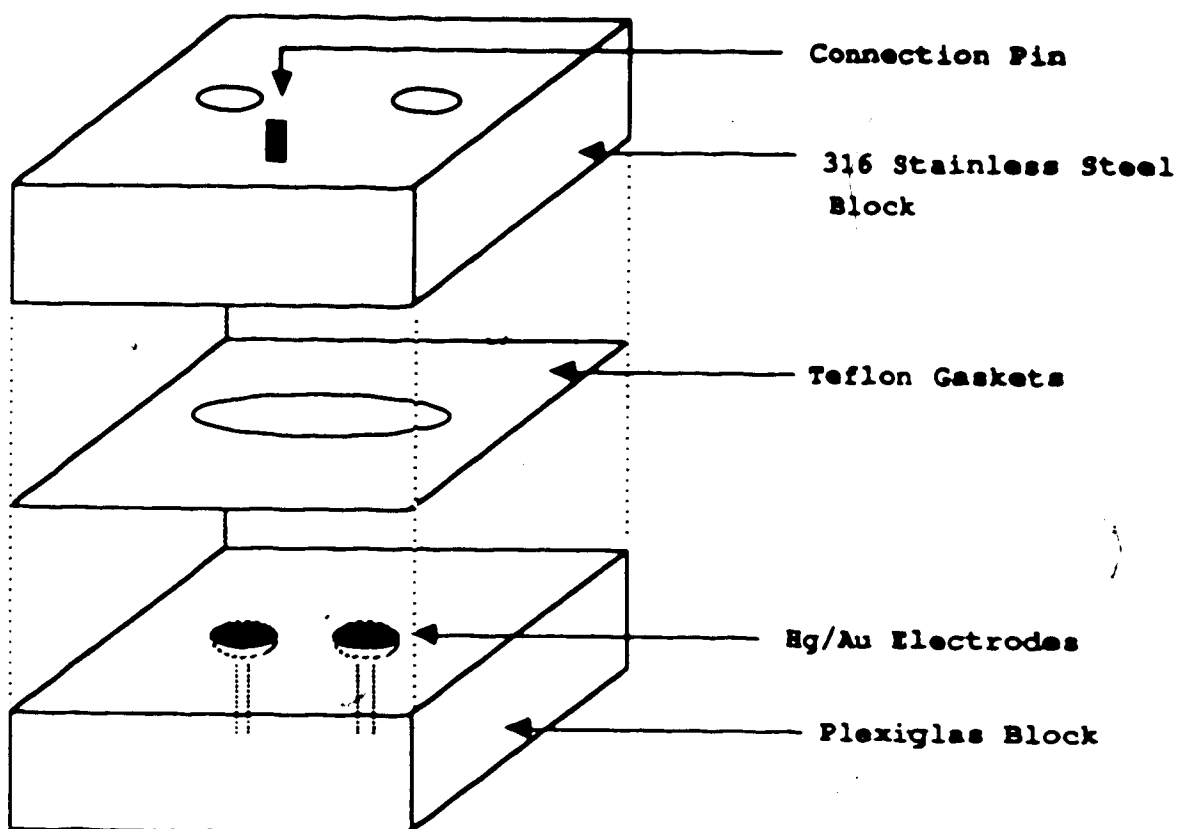 Connection Pin
316 Stainless Steel
Block
Teflon Gaskets
Hg/Au Electrodes
Plexiglas Block